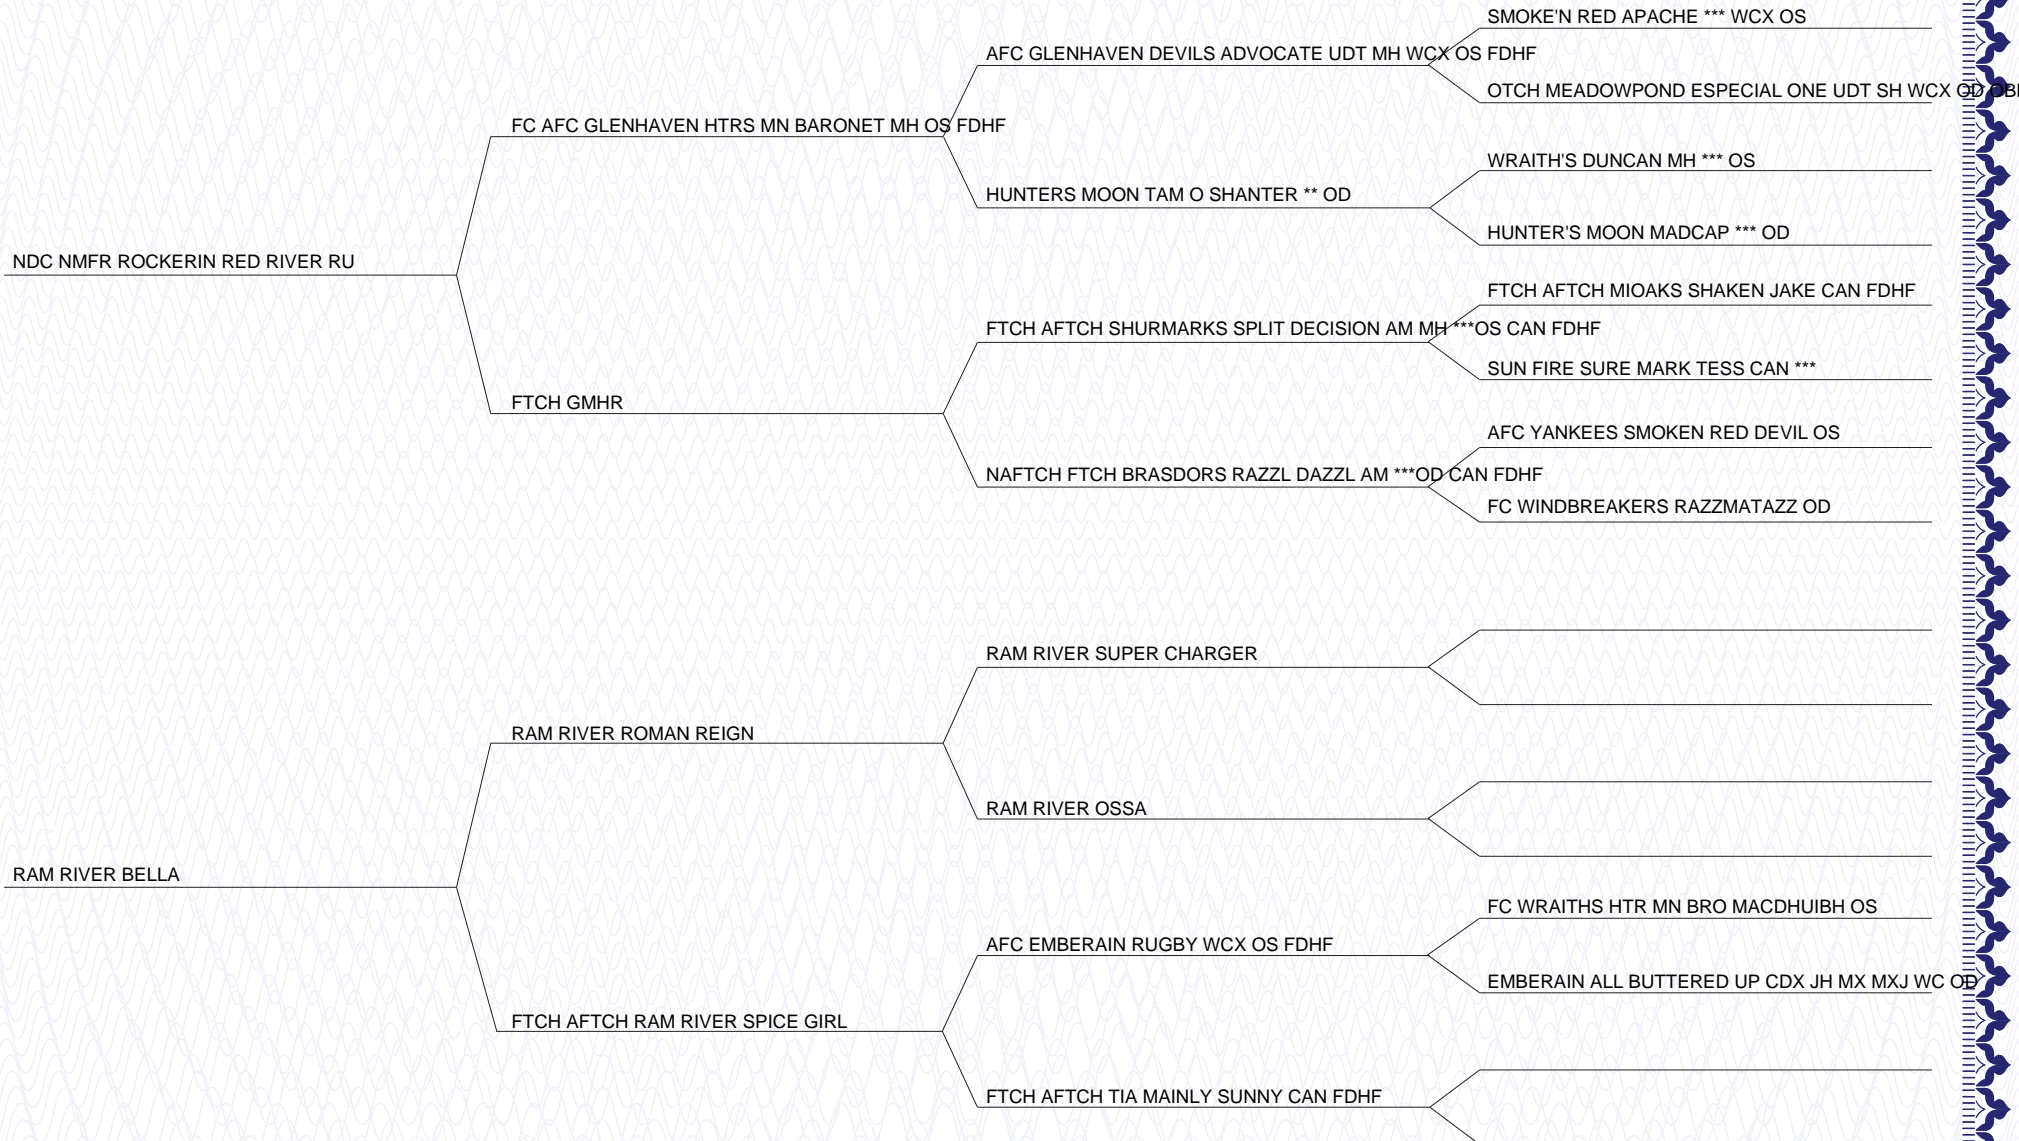 SMOKE'N RED APACHE *** WCX OS
AFC GLENHAVEN DEVILS ADVOCATE UDT MH WCX OS FDHF
OTCH MEADOWPOND ESPECIAL ONE UDT SH WCX OD
FC AFC GLENHAVEN HTRS MN BARONET MH OS FDHF
WRAITH'S DUNCAN MH *** OS
HUNTERS MOON TAM O SHANTER ** OD
HUNTER'S MOON MADCAP *** OD
NDC NMFR ROCKERIN RED RIVER RU
FTCH AFTCH MIOAKS SHAKEN JAKE CAN FDHF
FTCH AFTCH SHURMARKS SPLIT DECISION AM MH ***OS CAN FDHF
SUN FIRE SURE MARK TESS CAN ***
FTCH GMHR
AFC YANKEES SMOKEN RED DEVIL OS
NAFTCH FTCH BRASDORS RAZZL DAZZL AM ***OD CAN FDHF
FC WINDBREAKERS RAZZMATAZZ OD
RAM RIVER SUPER CHARGER
RAM RIVER ROMAN REIGN
RAM RIVER OSSA
RAM RIVER BELLA
FC WRAITHS HTR MN BRO MACDHUIBH OS
AFC EMBERAIN RUGBY WCX OS FDHF
EMBERAIN ALL BUTTERED UP CDX JH MX MXJ WC OD
FTCH AFTCH RAM RIVER SPICE GIRL
FTCH AFTCH TIA MAINLY SUNNY CAN FDHF